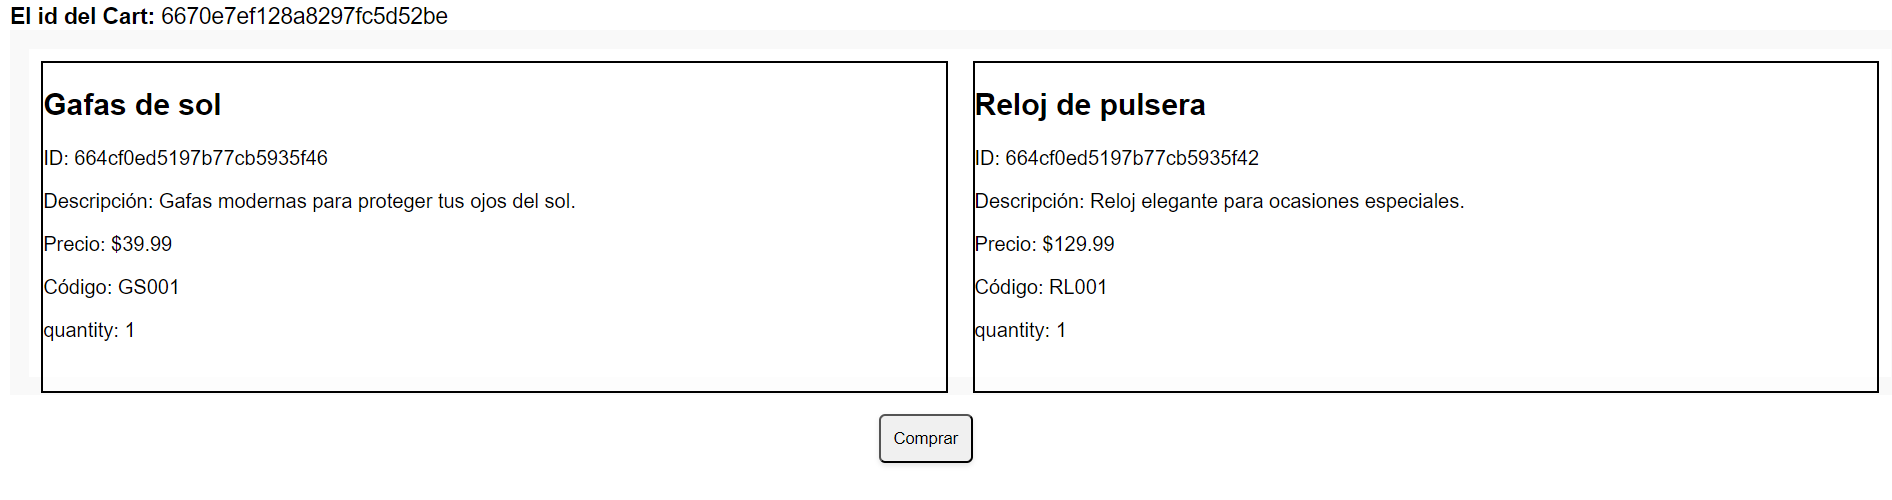 El id del Cart: 6670e7ef128a8297fc5d52be
Gafas de sol
ID: 664cf0ed5197b77cb5935f46
Descripción: Gafas modernas para proteger tus ojos del sol.
Precio: $39.99
Código: GS001
quantity: 1
Reloj de pulsera
ID: 664cf0ed5197b77cb5935f42
Descripción: Reloj elegante para ocasiones especiales.
Precio: $129.99
Código: RL001
quantity: 1
Comprar